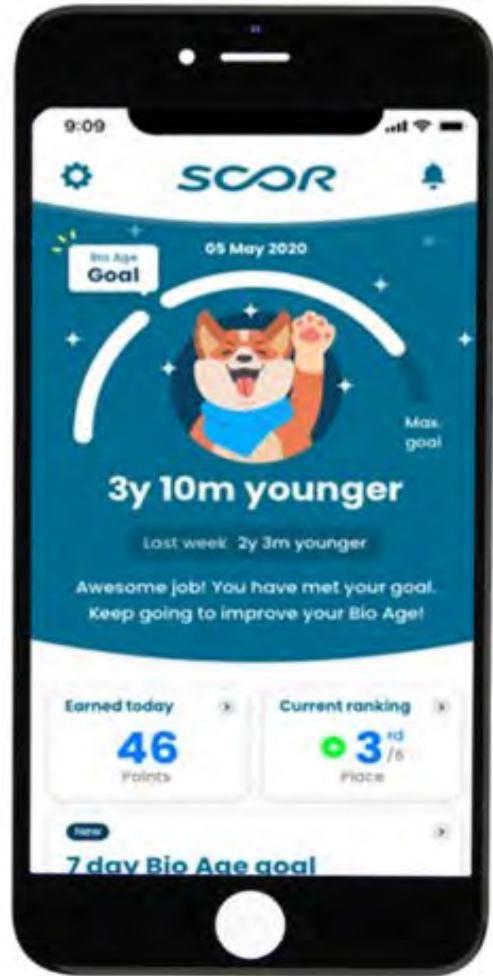 9:09
SCOR
05 May 2020
Bio Age
Goal
Max.
goal
3y 10m younger
Last week 2y 3m younger
Awesome job! You have met your goal.
Keep going to improve your Bio Age!
Earned today
46
Points
Current ranking
3rd/6
Place
New
7 day Bio Age goal